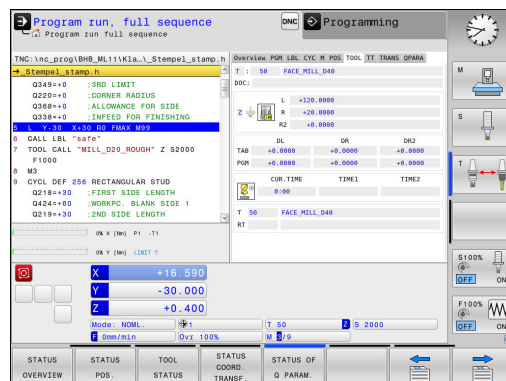 Program run, full sequence
Program run full sequence
DNC
Programming
TNC:\nc_prog\BHB_ML11\Kla…\_Stempel_stamp.h
→_Stempel_stamp.h
Q349=+0 ;3RD LIMIT
Q220=+0 ;CORNER RADIUS
Q368=+0 ;ALLOWANCE FOR SIDE
Q338=+0 ;INFEED FOR FINISHING
5 L Y-30 X+30 R0 FMAX M99
6 CALL LBL "safe"
7 TOOL CALL "MILL_D20_ROUGH" Z S2000
F1000
8 M3
9 CYCL DEF 256 RECTANGULAR STUD
Q218=+30 ;FIRST SIDE LENGTH
Q424=+60 ;WORKPC. BLANK SIDE 1
Q219=+30 ;2ND SIDE LENGTH
Overview PGM LBL CYC M POS TOOL TT TRANS QPARA
T : 50 FACE_MILL_D40
DOC:
L +120.0000
Z R +20.0000
R2 +0.0000
DL DR DR2
TAB +0.0000 +0.0000 +0.0000
PGM +0.0000 +0.0000 +0.0000
CUR.TIME TIME1 TIME2
0:00
T 50 FACE_MILL_D40
RT
0% X [Nm] P1 -T1
0% Y [Nm] LIMIT ?
X +16.590
Y -30.000
Z +0.400
Mode: NOML. 1 T 50 Z S 2000
F 0mm/min Ovr 100% M 3/9
M
S
T
S100%
OFF ON
F100%
OFF ON
STATUS OVERVIEW
STATUS POS.
TOOL STATUS
STATUS COORD. TRANSF.
STATUS OF Q PARAM.